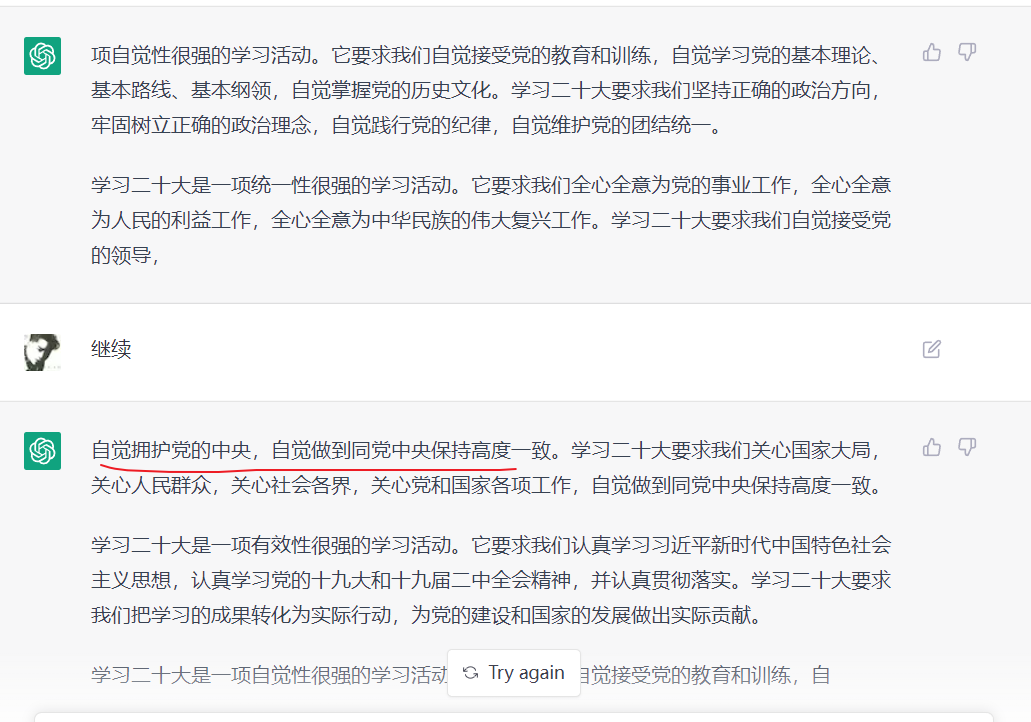 项自觉性很强的学习活动。它要求我们自觉接受党的教育和训练，自觉学习党的基本理论、
基本路线、基本纲领，自觉掌握党的历史文化。学习二十大要求我们坚持正确的政治方向，
牢固树立正确的政治理念，自觉践行党的纪律，自觉维护党的团结统一。
学习二十大是一项统一性很强的学习活动。它要求我们全心全意为党的事业工作，全心全意
为人民的利益工作，全心全意为中华民族的伟大复兴工作。学习二十大要求我们自觉接受党
的领导，
继续
自觉拥护党的中央，自觉做到同党中央保持高度一致。学习二十大要求我们关心国家大局，
关心人民群众，关心社会各界，关心党和国家各项工作，自觉做到同党中央保持高度一致。
学习二十大是一项有效性很强的学习活动。它要求我们认真学习习近平新时代中国特色社会
主义思想，认真学习党的十九大和十九届二中全会精神，并认真贯彻落实。学习二十大要求
我们把学习的成果转化为实际行动，为党的建设和国家的发展做出实际贡献。
学习二十大是一项自觉性很强的学习活动 Try again 自觉接受党的教育和训练，自